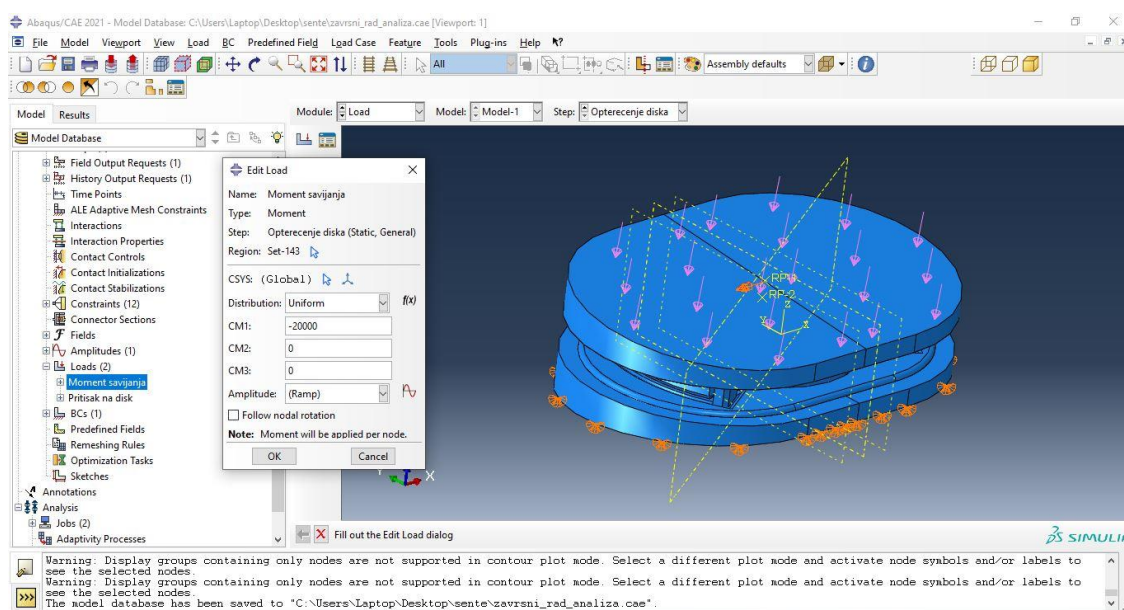 Abaqus/CAE 2021 - Model Database: C:\Users\Laptop\Desktop\sente\zavrsni_rad_analiza.cae [Viewport: 1]
File Model Viewport View Load BC Predefined Field Load Case Feature Tools Plug-ins Help
All
Assembly defaults
Model Results
Module: Load Model: Model-1 Step: Opterecenje diska
Model Database
Field Output Requests (1)
History Output Requests (1)
Time Points
ALE Adaptive Mesh Constraints
Interactions
Interaction Properties
Contact Controls
Contact Initializations
Contact Stabilizations
Constraints (12)
Connector Sections
Fields
Amplitudes (1)
Loads (2)
Moment savijanja
Pritisak na disk
BCs (1)
Predefined Fields
Remeshing Rules
Optimization Tasks
Sketches
Annotations
Analysis
Jobs (2)
Adaptivity Processes
Edit Load
Name: Moment savijanja
Type: Moment
Step: Opterecenje diska (Static, General)
Region: Set-143
CSYS: (Global)
Distribution: Uniform f(x)
CM1: -20000
CM2: 0
CM3: 0
Amplitude: (Ramp)
Follow nodal rotation
Note: Moment will be applied per node.
OK Cancel
RP-2
Z
X
Fill out the Edit Load dialog
SIMULI
Warning: Display groups containing only nodes are not supported in contour plot mode. Select a different plot mode and activate node symbols and/or labels to
see the selected nodes.
Warning: Display groups containing only nodes are not supported in contour plot mode. Select a different plot mode and activate node symbols and/or labels to
see the selected nodes.
The model database has been saved to "C:\Users\Laptop\Desktop\sente\zavrsni_rad_analiza.cae".